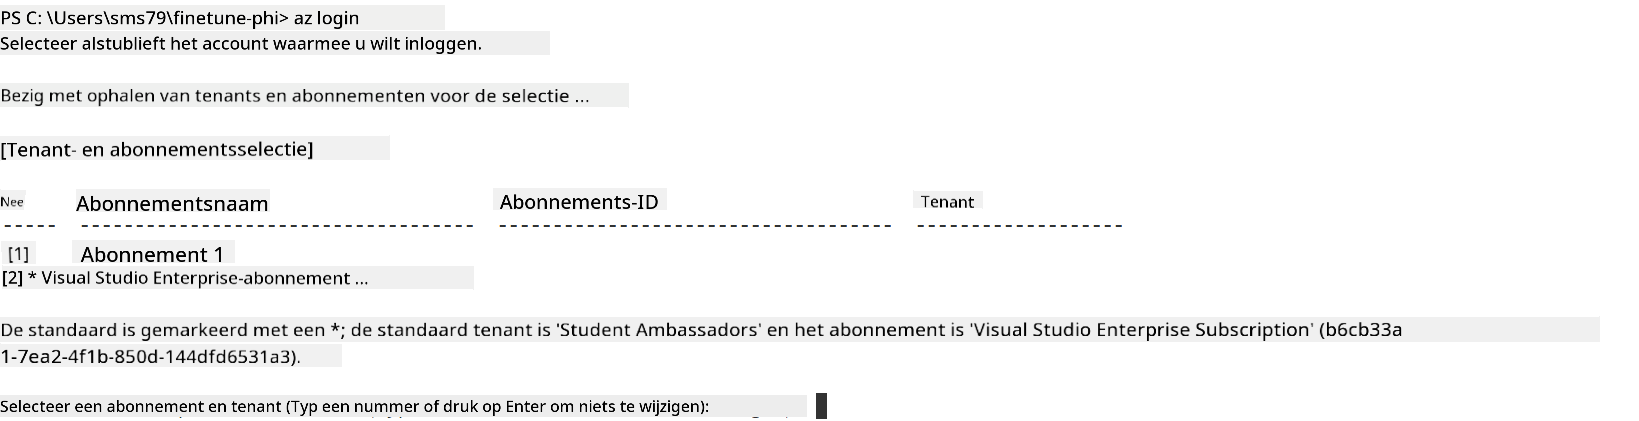 PS C: \Users\sms79\finetune-phi> az login
Selecteer alstublieft het account waarmee u wilt inloggen.
Bezig met ophalen van tenants en abonnementen voor de selectie ...
[Tenant- en abonnementsselectie]
Nee Abonnementsnaam Abonnements-ID Tenant
----- ---------------------------------- ---------------------------------- ------------------
[1] Abonnement 1
[2] * Visual Studio Enterprise-abonnement ...
De standaard is gemarkeerd met een *; de standaard tenant is 'Student Ambassadors' en het abonnement is 'Visual Studio Enterprise Subscription' (b6cb33a
1-7ea2-4f1b-850d-144dfd6531a3).
Selecteer een abonnement en tenant (Typ een nummer of druk op Enter om niets te wijzigen):